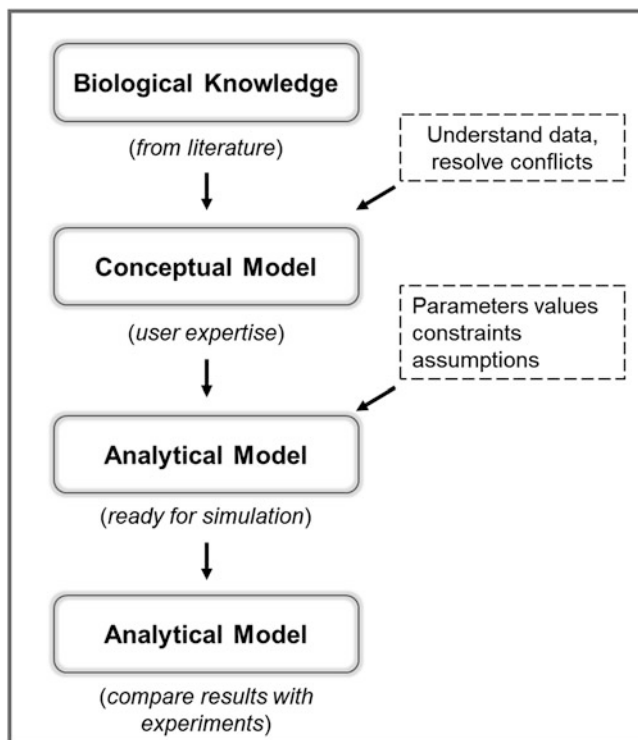 Biological Knowledge
(from literature)
Understand data,
resolve conflicts
Conceptual Model
(user expertise)
Parameters values
constraints
assumptions
Analytical Model
(ready for simulation)
Analytical Model
(compare results with
experiments)